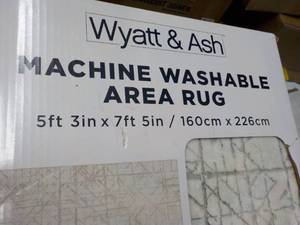 Wyatt & Ash
MACHINE WASHABLE
AREA RUG
5ft 3in x 7ft 5in / 160cm x 226cm